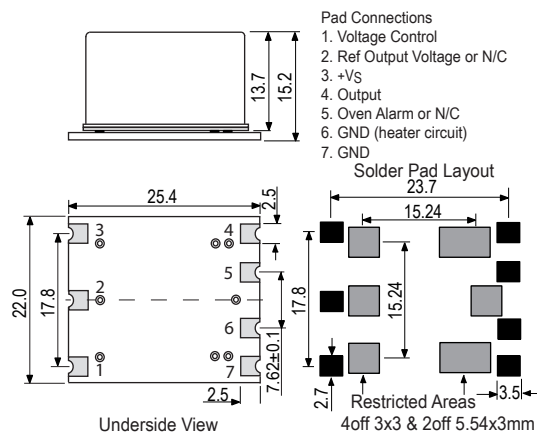 Pad Connections
1. Voltage Control
2. Ref Output Voltage or N/C
3. +VS
4. Output
5. Oven Alarm or N/C
6. GND (heater circuit)
7. GND
13.7
15.2
Solder Pad Layout
25.4
2.5
23.7
15.24
3
4
5
2
6
1
7
22.0
17.8
7.62±0.1
2.5
17.8
15.24
2.7
3.5
Underside View
Restricted Areas
4off 3x3 & 2off 5.54x3mm